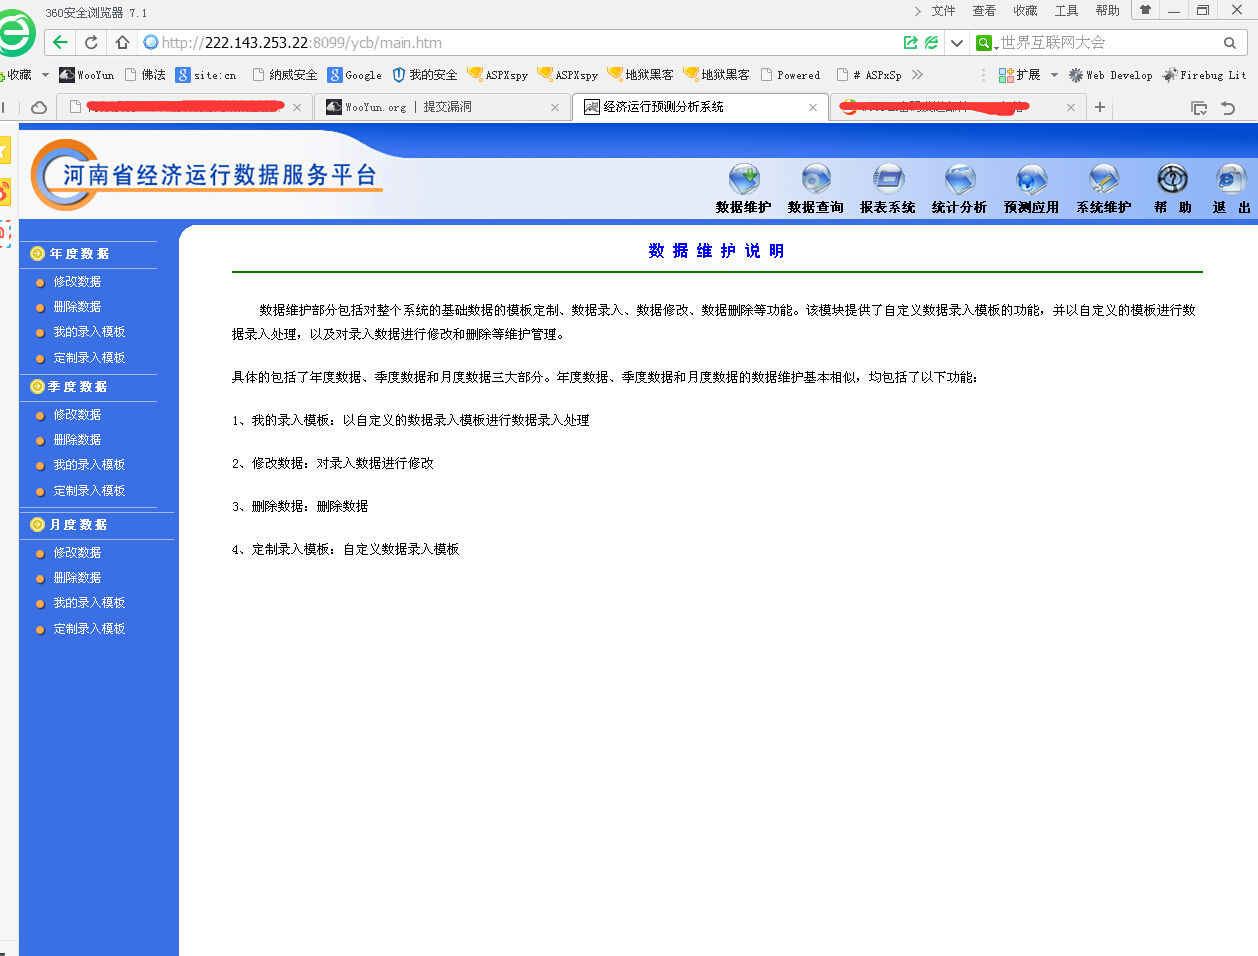 360安全浏览器 7.1
文件 查看 收藏 工具 帮助
http://222.143.253.22:8099/ycb/main.htm
世界互联网大会
收藏 WooYun 佛法 site:cn 纳威安全 Google 我的安全 ASPXspy ASPXspy 地狱黑客 地狱黑客 Powered # ASPxSp 扩展 Web Develop Firebug Lit
WooYun.org | 提交漏洞
经济运行预测分析系统
河南省经济运行数据服务平台
数据维护 数据查询 报表系统 统计分析 预测应用 系统维护 帮 助 退 出
年度数据
修改数据
删除数据
我的录入模板
定制录入模板
季度数据
修改数据
删除数据
我的录入模板
定制录入模板
月度数据
修改数据
删除数据
我的录入模板
定制录入模板
数据维护说明
数据维护部分包括对整个系统的基础数据的模板定制、数据录入、数据修改、数据删除等功能。该模块提供了自定义数据录入模板的功能，并以自定义的模板进行数
据录入处理，以及对录入数据进行修改和删除等维护管理。
具体的包括了年度数据、季度数据和月度数据三大部分。年度数据、季度数据和月度数据的数据维护基本相似，均包括了以下功能：
1、我的录入模板：以自定义的数据录入模板进行数据录入处理
2、修改数据：对录入数据进行修改
3、删除数据：删除数据
4、定制录入模板：自定义数据录入模板